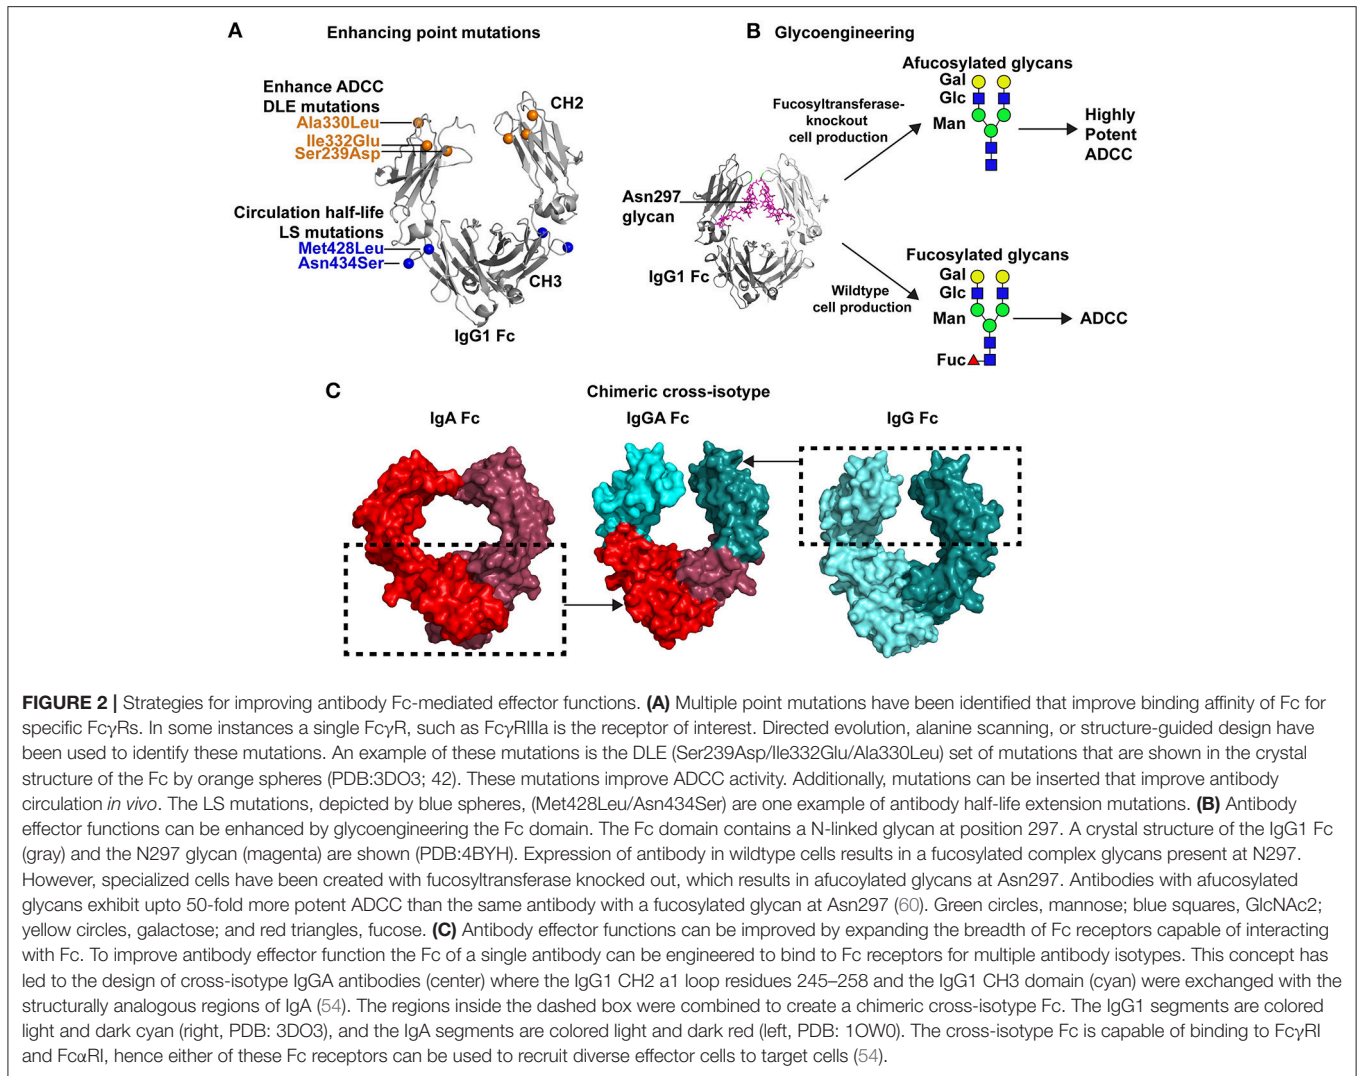 A
Enhancing point mutations
Enhance ADCC
DLE mutations
Ala330Leu
Ile332Glu
Ser239Asp
CH2
Circulation half-life
LS mutations
Met428Leu
Asn434Ser
CH3
IgG1 Fc
B
Glycoengineering
Afucosylated glycans
Gal
Glc
Man
Fucosyltransferase-
knockout
cell production
Highly
Potent
ADCC
Asn297
glycan
IgG1 Fc
Wildtype
cell production
Fucosylated glycans
Gal
Glc
Man
Fuc
ADCC
C
Chimeric cross-isotype
IgA Fc
IgGA Fc
IgG Fc
FIGURE 2 | Strategies for improving antibody Fc-mediated effector functions. (A) Multiple point mutations have been identified that improve binding affinity of Fc for
specific FcγRs. In some instances a single FcγR, such as FcγRIIIa is the receptor of interest. Directed evolution, alanine scanning, or structure-guided design have
been used to identify these mutations. An example of these mutations is the DLE (Ser239Asp/Ile332Glu/Ala330Leu) set of mutations that are shown in the crystal
structure of the Fc by orange spheres (PDB:3DO3; 42). These mutations improve ADCC activity. Additionally, mutations can be inserted that improve antibody
circulation in vivo. The LS mutations, depicted by blue spheres, (Met428Leu/Asn434Ser) are one example of antibody half-life extension mutations. (B) Antibody
effector functions can be enhanced by glycoengineering the Fc domain. The Fc domain contains a N-linked glycan at position 297. A crystal structure of the IgG1 Fc
(gray) and the N297 glycan (magenta) are shown (PDB:4BYH). Expression of antibody in wildtype cells results in a fucosylated complex glycans present at N297.
However, specialized cells have been created with fucosyltransferase knocked out, which results in afucoylated glycans at Asn297. Antibodies with afucosylated
glycans exhibit upto 50-fold more potent ADCC than the same antibody with a fucosylated glycan at Asn297 (60). Green circles, mannose; blue squares, GlcNAc2;
yellow circles, galactose; and red triangles, fucose. (C) Antibody effector functions can be improved by expanding the breadth of Fc receptors capable of interacting
with Fc. To improve antibody effector function the Fc of a single antibody can be engineered to bind to Fc receptors for multiple antibody isotypes. This concept has
led to the design of cross-isotype IgGA antibodies (center) where the IgG1 CH2 a1 loop residues 245–258 and the IgG1 CH3 domain (cyan) were exchanged with the
structurally analogous regions of IgA (54). The regions inside the dashed box were combined to create a chimeric cross-isotype Fc. The IgG1 segments are colored
light and dark cyan (right, PDB: 3DO3), and the IgA segments are colored light and dark red (left, PDB: 1OW0). The cross-isotype Fc is capable of binding to FcγRI
and FcαRI, hence either of these Fc receptors can be used to recruit diverse effector cells to target cells (54).